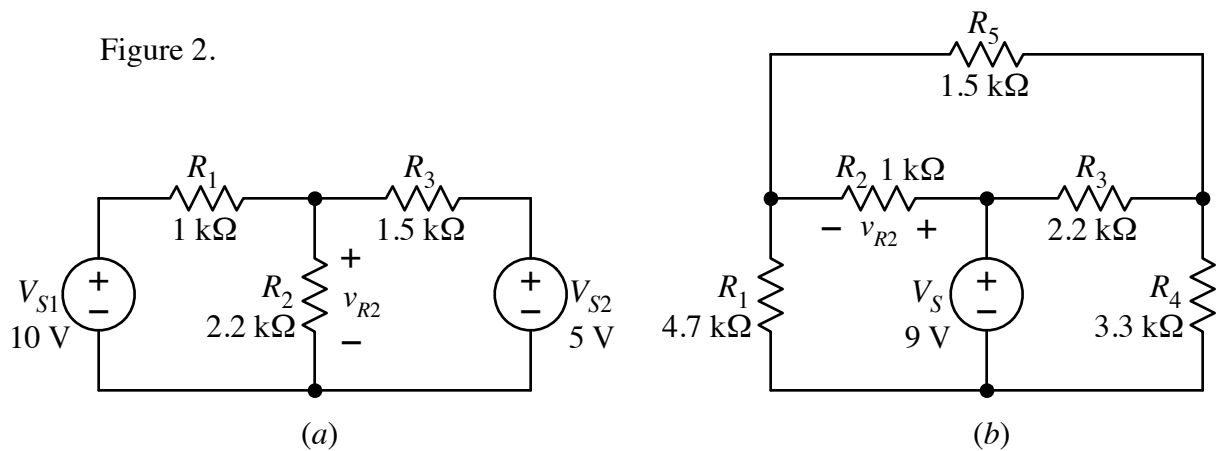 Figure 2.
R1
1 kΩ
R3
1.5 kΩ
VS1
10 V
+
−
R2
2.2 kΩ
+
vR2
−
+
−
VS2
5 V
(a)
R5
1.5 kΩ
R2 1 kΩ
− vR2 +
R3
2.2 kΩ
R1
4.7 kΩ
VS
9 V
+
−
R4
3.3 kΩ
(b)